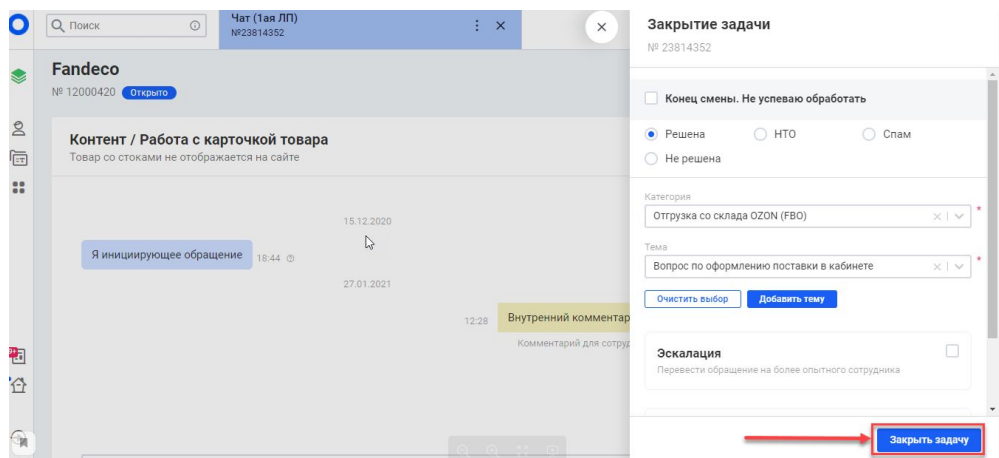 Поиск
Чат (1ая ЛП)
№23814352
Fandeco
№ 12000420 Открыто
Контент / Работа с карточкой товара
Товар со стоками не отображается на сайте
15.12.2020
Я инициирующее обращение 18:44
27.01.2021
12:28 Внутренний комментар
Комментарий для сотруд
9+
Закрытие задачи
№ 23814352
Конец смены. Не успеваю обработать
Решена НТО Спам
Не решена
Категория
Отгрузка со склада OZON (FBO) *
Тема
Вопрос по оформлению поставки в кабинете *
Очистить выбор Добавить тему
Эскалация
Перевести обращение на более опытного сотрудника
Закрыть задачу